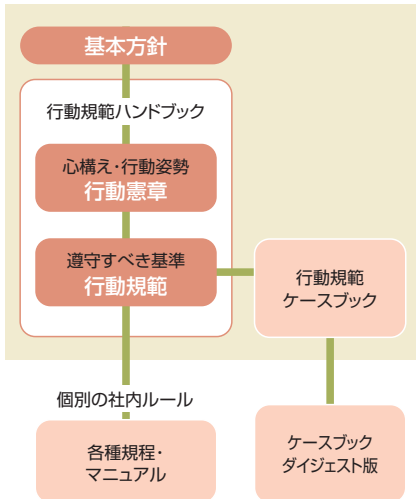 基本方針
行動規範ハンドブック
心構え・行動姿勢
行動憲章
遵守すべき基準
行動規範
行動規範
ケースブック
個別の社内ルール
各種規程・
マニュアル
ケースブック
ダイジェスト版